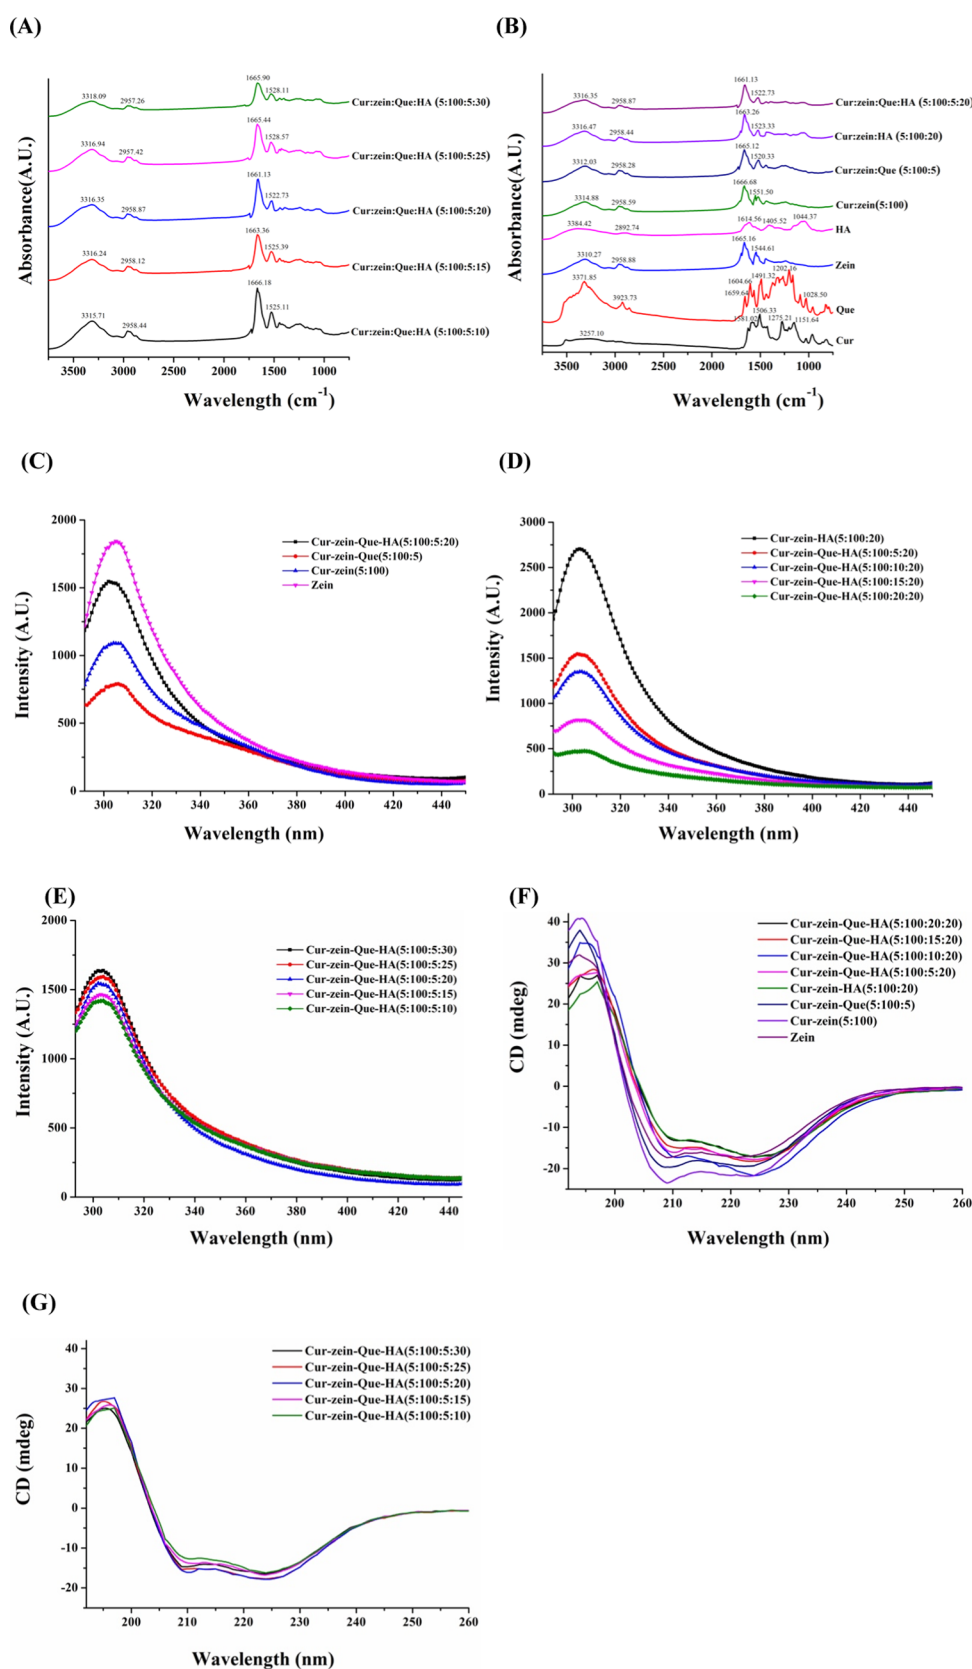 (A)
3318.09
2957.26
1665.90
1528.11
Cur:zein:Que:HA (5:100:5:30)
3316.94
2957.42
1665.44
1528.57
Cur:zein:Que:HA (5:100:5:25)
3316.35
2958.87
1661.13
1522.73
Cur:zein:Que:HA (5:100:5:20)
3316.24
2958.12
1663.36
1525.39
Cur:zein:Que:HA (5:100:5:15)
3315.71
2958.44
1666.18
1525.11
Cur:zein:Que:HA (5:100:5:10)
Absorbance(A.U.)
3500 3000 2500 2000 1500 1000
Wavelength (cm-1)
(B)
3316.35
2958.87
1661.13
1522.73
Cur:zein:Que:HA (5:100:5:20)
3316.47
2958.44
1663.26
1523.33
Cur:zein:HA (5:100:20)
3312.03
2958.28
1665.12
1520.33
Cur:zein:Que (5:100:5)
3314.88
2958.59
1666.68
1551.50
Cur:zein(5:100)
3384.42
2892.74
1614.56
1405.52
1044.37
HA
3310.27
2958.88
1665.16
1544.61
Zein
3371.85
3923.73
1659.64
1604.66
1491.32
1202.16
1028.50
Que
3257.10
1581.02
1506.33
1275.21
1151.64
Cur
Absorbance(A.U.)
3500 3000 2500 2000 1500 1000
Wavelength (cm-1)
(C)
2000
1500
1000
500
0
Intensity (A.U.)
Cur-zein-Que-HA(5:100:5:20)
Cur-zein-Que(5:100:5)
Cur-zein(5:100)
Zein
300 320 340 360 380 400 420 440
Wavelength (nm)
(D)
3000
2500
2000
1500
1000
500
0
Intensity (A.U.)
Cur-zein-HA(5:100:20)
Cur-zein-Que-HA(5:100:5:20)
Cur-zein-Que-HA(5:100:10:20)
Cur-zein-Que-HA(5:100:15:20)
Cur-zein-Que-HA(5:100:20:20)
300 320 340 360 380 400 420 440
Wavelength (nm)
(E)
2000
1500
1000
500
0
Intensity (A.U.)
Cur-zein-Que-HA(5:100:5:30)
Cur-zein-Que-HA(5:100:5:25)
Cur-zein-Que-HA(5:100:5:20)
Cur-zein-Que-HA(5:100:5:15)
Cur-zein-Que-HA(5:100:5:10)
300 320 340 360 380 400 420 440
Wavelength (nm)
(F)
40
30
20
10
0
-10
-20
CD (mdeg)
Cur-zein-Que-HA(5:100:20:20)
Cur-zein-Que-HA(5:100:15:20)
Cur-zein-Que-HA(5:100:10:20)
Cur-zein-Que-HA(5:100:5:20)
Cur-zein-HA(5:100:20)
Cur-zein-Que(5:100:5)
Cur-zein(5:100)
Zein
200 210 220 230 240 250 260
Wavelength (nm)
(G)
40
30
20
10
0
-10
-20
CD (mdeg)
Cur-zein-Que-HA(5:100:5:30)
Cur-zein-Que-HA(5:100:5:25)
Cur-zein-Que-HA(5:100:5:20)
Cur-zein-Que-HA(5:100:5:15)
Cur-zein-Que-HA(5:100:5:10)
200 210 220 230 240 250 260
Wavelength (nm)